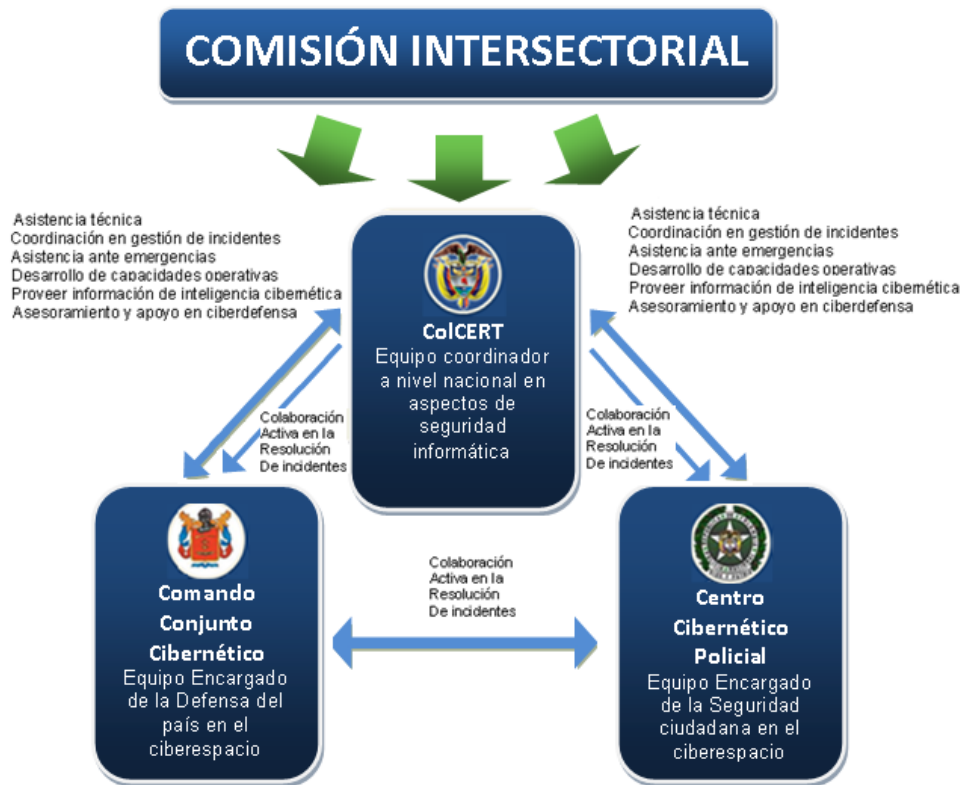 COMISIÓN INTERSECTORIAL
Asistencia técnica
Coordinación en gestión de incidentes
Asistencia ante emergencias
Desarrollo de capacidades operativas
Proveer información de inteligencia cibernética
Asesoramiento y apoyo en ciberdefensa
Asistencia técnica
Coordinación en gestión de incidentes
Asistencia ante emergencias
Desarrollo de capacidades operativas
Proveer información de inteligencia cibernética
Asesoramiento y apoyo en ciberdefensa
ColCERT
Equipo coordinador
a nivel nacional en
aspectos de
seguridad
informática
Colaboración
Activa en la
Resolución
De incidentes
Colaboración
Activa en la
Resolución
De incidentes
Comando
Conjunto
Cibernético
Equipo Encargado
de la Defensa del
país en el
ciberespacio
Colaboración
Activa en la
Resolución
De incidentes
Centro
Cibernético
Policial
Equipo Encargado
de la Seguridad
ciudadana en el
ciberespacio